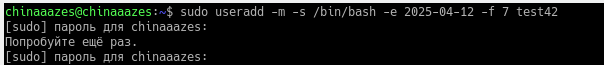 chinaaazes@chinaaazes:~$ sudo useradd -m -s /bin/bash -e 2025-04-12 -f 7 test42
[sudo] пароль для chinaaazes:
Попробуйте ещё раз.
[sudo] пароль для chinaaazes: